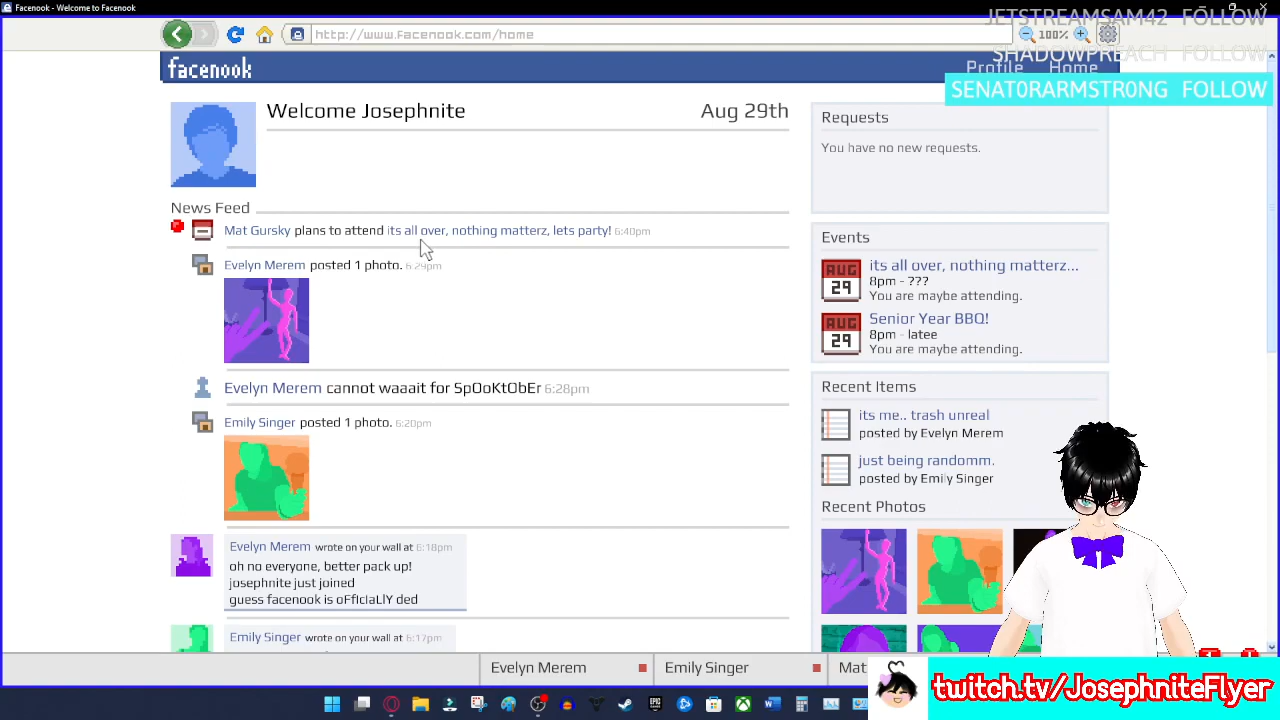 Facenook - Welcome to Facenook
JETSTREAMSAM42 FOLLOW
http://www.facenook.com/home
100%
SHADOWPREACH FOLLOW
facenook
Profile Home
SENAT0RARMSTR0NG FOLLOW
Welcome Josephnite
Aug 29th
News Feed
Mat Gursky plans to attend its all over, nothing matterz, lets party! 6:40pm
Evelyn Merem posted 1 photo. 6:29pm
Evelyn Merem cannot waaait for SpOoKtObEr 6:28pm
Emily Singer posted 1 photo. 6:20pm
Evelyn Merem wrote on your wall at 6:18pm
oh no everyone, better pack up!
josephnite just joined
guess facenook is oFfIcIaLlY ded
Emily Singer wrote on your wall at 6:17pm
Requests
You have no new requests.
Events
AUG
29
its all over, nothing matterz...
8pm - ???
You are maybe attending.
AUG
29
Senior Year BBQ!
8pm - latee
You are maybe attending.
Recent Items
its me.. trash unreal
posted by Evelyn Merem
just being randomm.
posted by Emily Singer
Recent Photos
Evelyn Merem
Emily Singer
Mat
twitch.tv/JosephniteFlyer